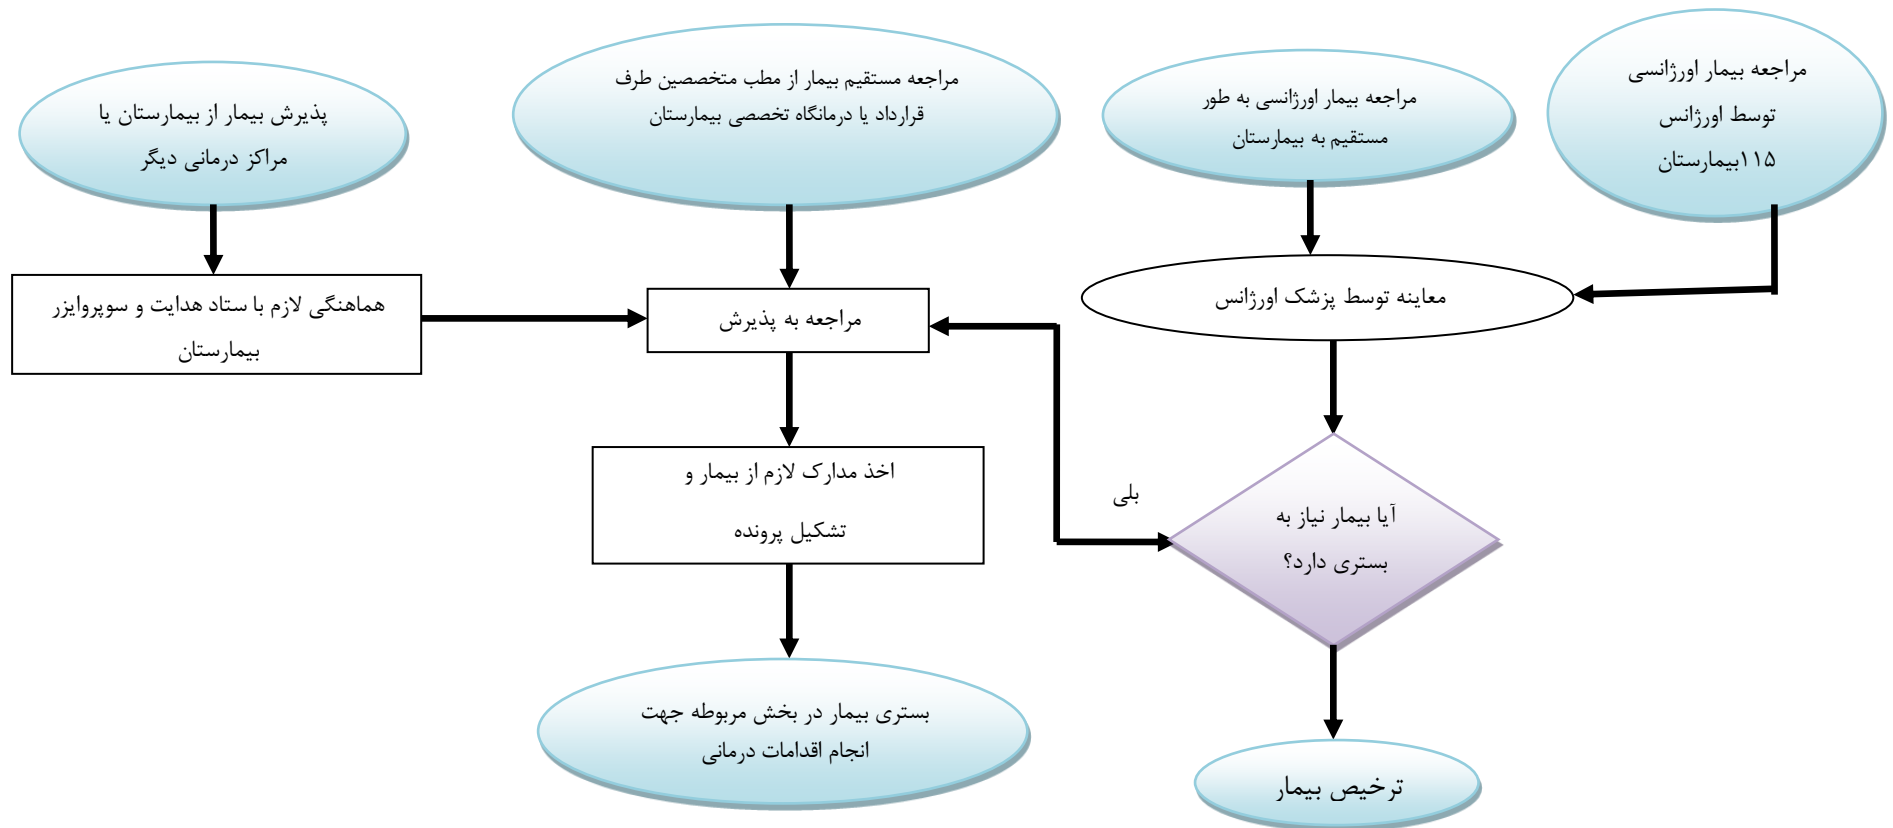 مراجعه بیمار اورژانسی
توسط اورژانس
۱۱۵بیمارستان
مراجعه بیمار اورژانسی به طور
مستقیم به بیمارستان
مراجعه مستقیم بیمار از مطب متخصصین طرف
قرارداد یا درمانگاه تخصصی بیمارستان
پذیرش بیمار از بیمارستان یا
مراکز درمانی دیگر
معاینه توسط پزشک اورژانس
مراجعه به پذیرش
هماهنگی لازم با ستاد هدایت و سوپروایزر
بیمارستان
آیا بیمار نیاز به
بستری دارد؟
بلی
اخذ مدارک لازم از بیمار و
تشکیل پرونده
ترخیص بیمار
بستری بیمار در بخش مربوطه جهت
انجام اقدامات درمانی